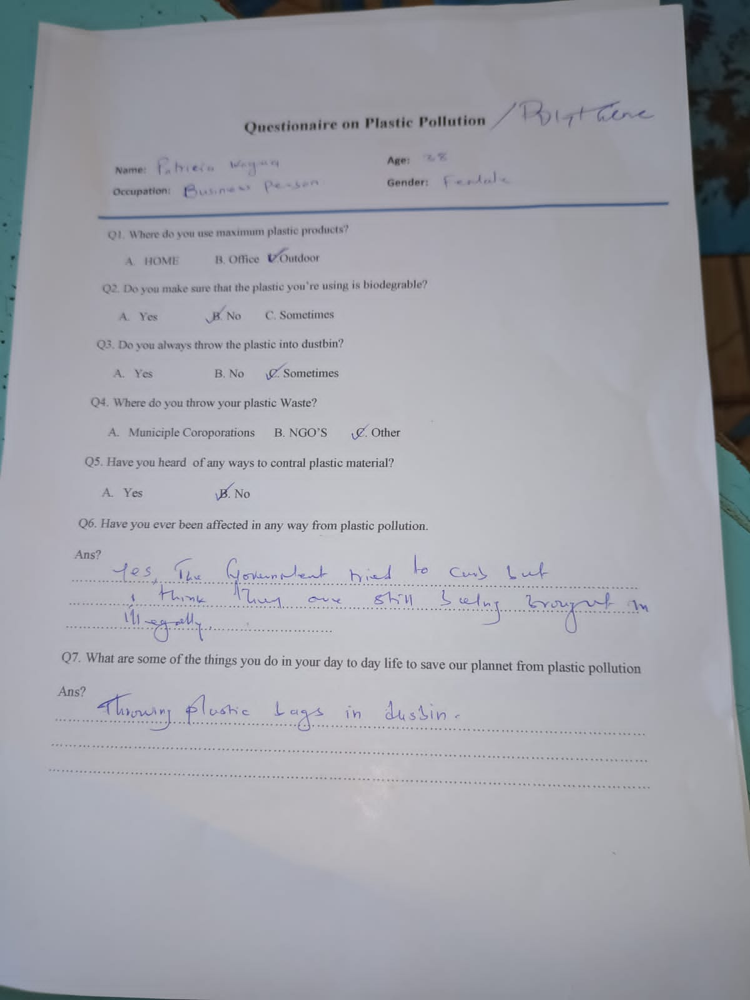 Questionaire on Plastic Pollution / Polythene
Name: Patricia Age: 38
Occupation: Business Person Gender: Female
Q1. Where do you use maximum plastic products?
A. HOME B. Office Outdoor
Q2. Do you make sure that the plastic you're using is biodegrable?
A. Yes B. No C. Sometimes
Q3. Do you always throw the plastic into dustbin?
A. Yes B. No C. Sometimes
Q4. Where do you throw your plastic Waste?
A. Municiple Coroporations B. NGO'S C. Other
Q5. Have you heard of any ways to contral plastic material?
A. Yes B. No
Q6. Have you ever been affected in any way from plastic pollution.
Ans?
Yes, The Government tried to curb but
i think they are still being brought in
illegally.
Q7. What are some of the things you do in your day to day life to save our plannet from plastic pollution
Ans?
Throwing plastic bags in dusbin.